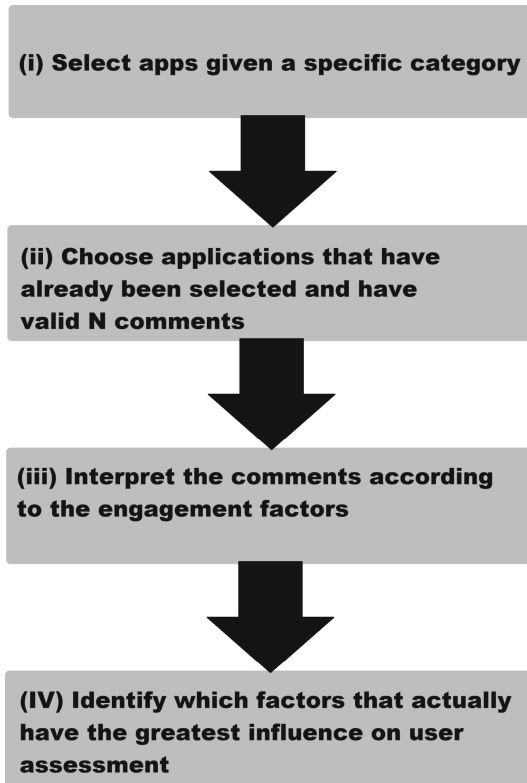 (i) Select apps given a specific category
(ii) Choose applications that have
already been selected and have
valid N comments
(iii) Interpret the comments according
to the engagement factors
(IV) Identify which factors that actually
have the greatest influence on user
assessment